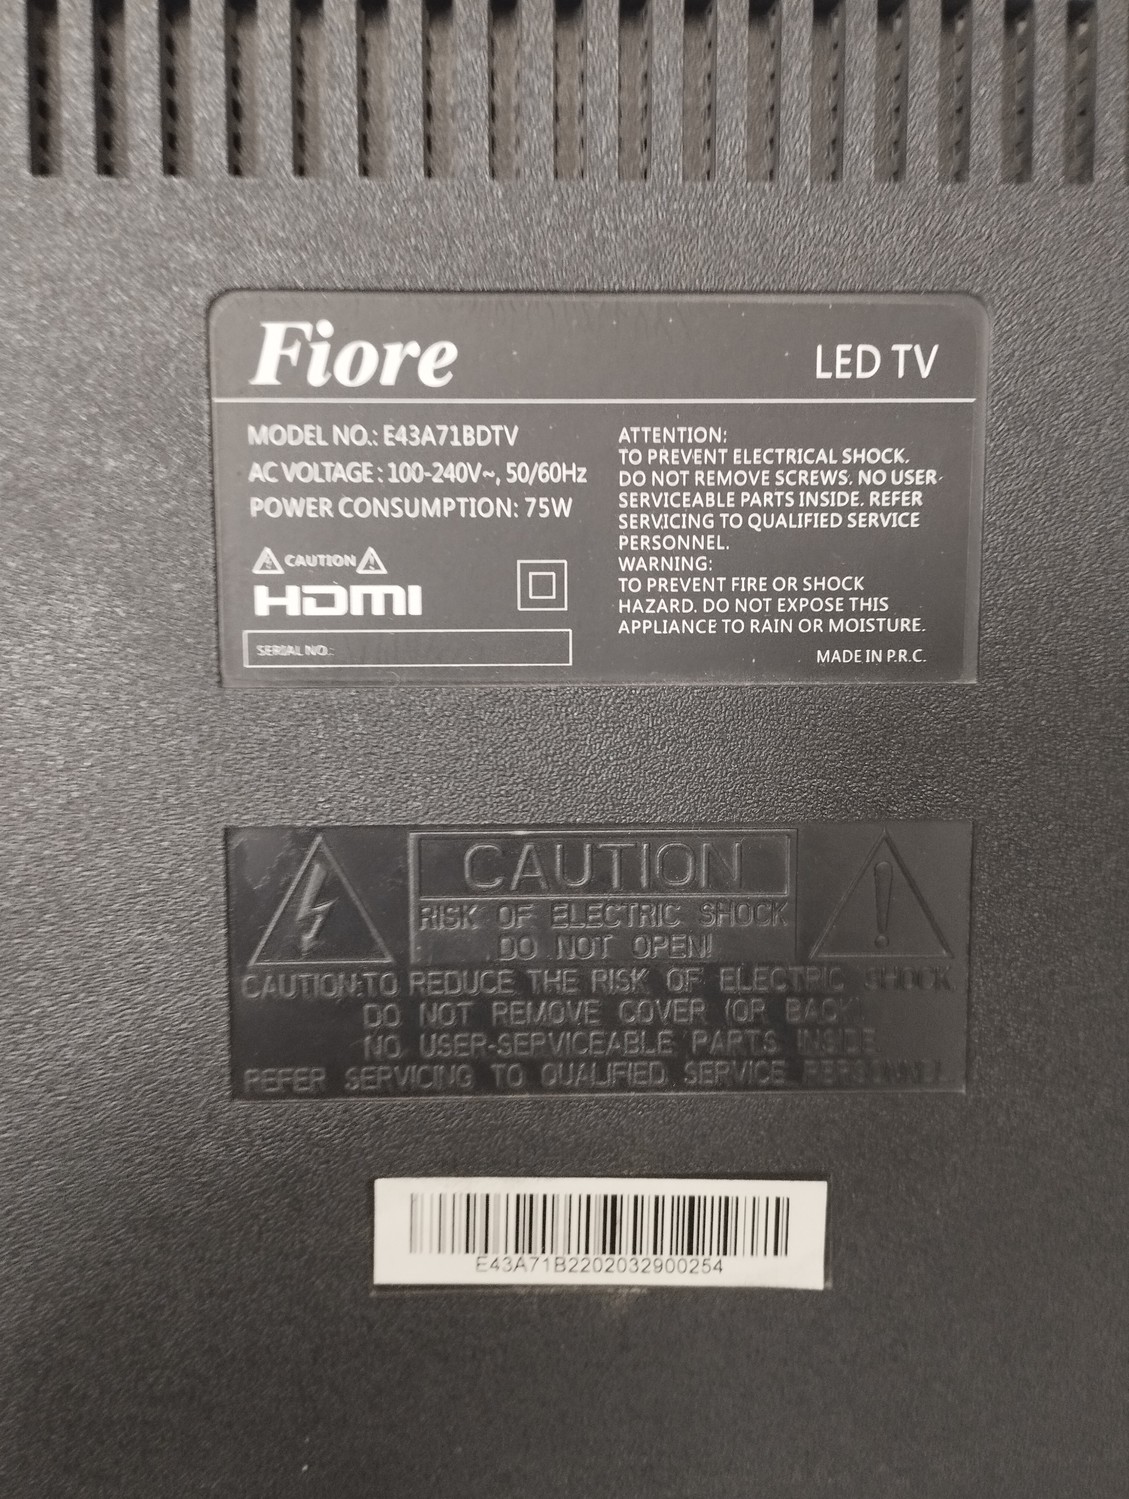 Fiore
LED TV
MODEL NO.: E43A71BDTV
AC VOLTAGE : 100-240V~, 50/60Hz
POWER CONSUMPTION: 75W
CAUTION
HDMI
SERIAL NO.:
ATTENTION:
TO PREVENT ELECTRICAL SHOCK.
DO NOT REMOVE SCREWS. NO USER-
SERVICEABLE PARTS INSIDE. REFER
SERVICING TO QUALIFIED SERVICE
PERSONNEL.
WARNING:
TO PREVENT FIRE OR SHOCK
HAZARD. DO NOT EXPOSE THIS
APPLIANCE TO RAIN OR MOISTURE.
MADE IN P.R.C.
CAUTION
RISK OF ELECTRIC SHOCK
DO NOT OPEN!
CAUTION:TO REDUCE THE RISK OF ELECTRIC SHOCK
DO NOT REMOVE COVER (OR BACK)
NO USER-SERVICEABLE PARTS INSIDE
REFER SERVICING TO QUALIFIED SERVICE PERSONNEL
E43A71B2202032900254